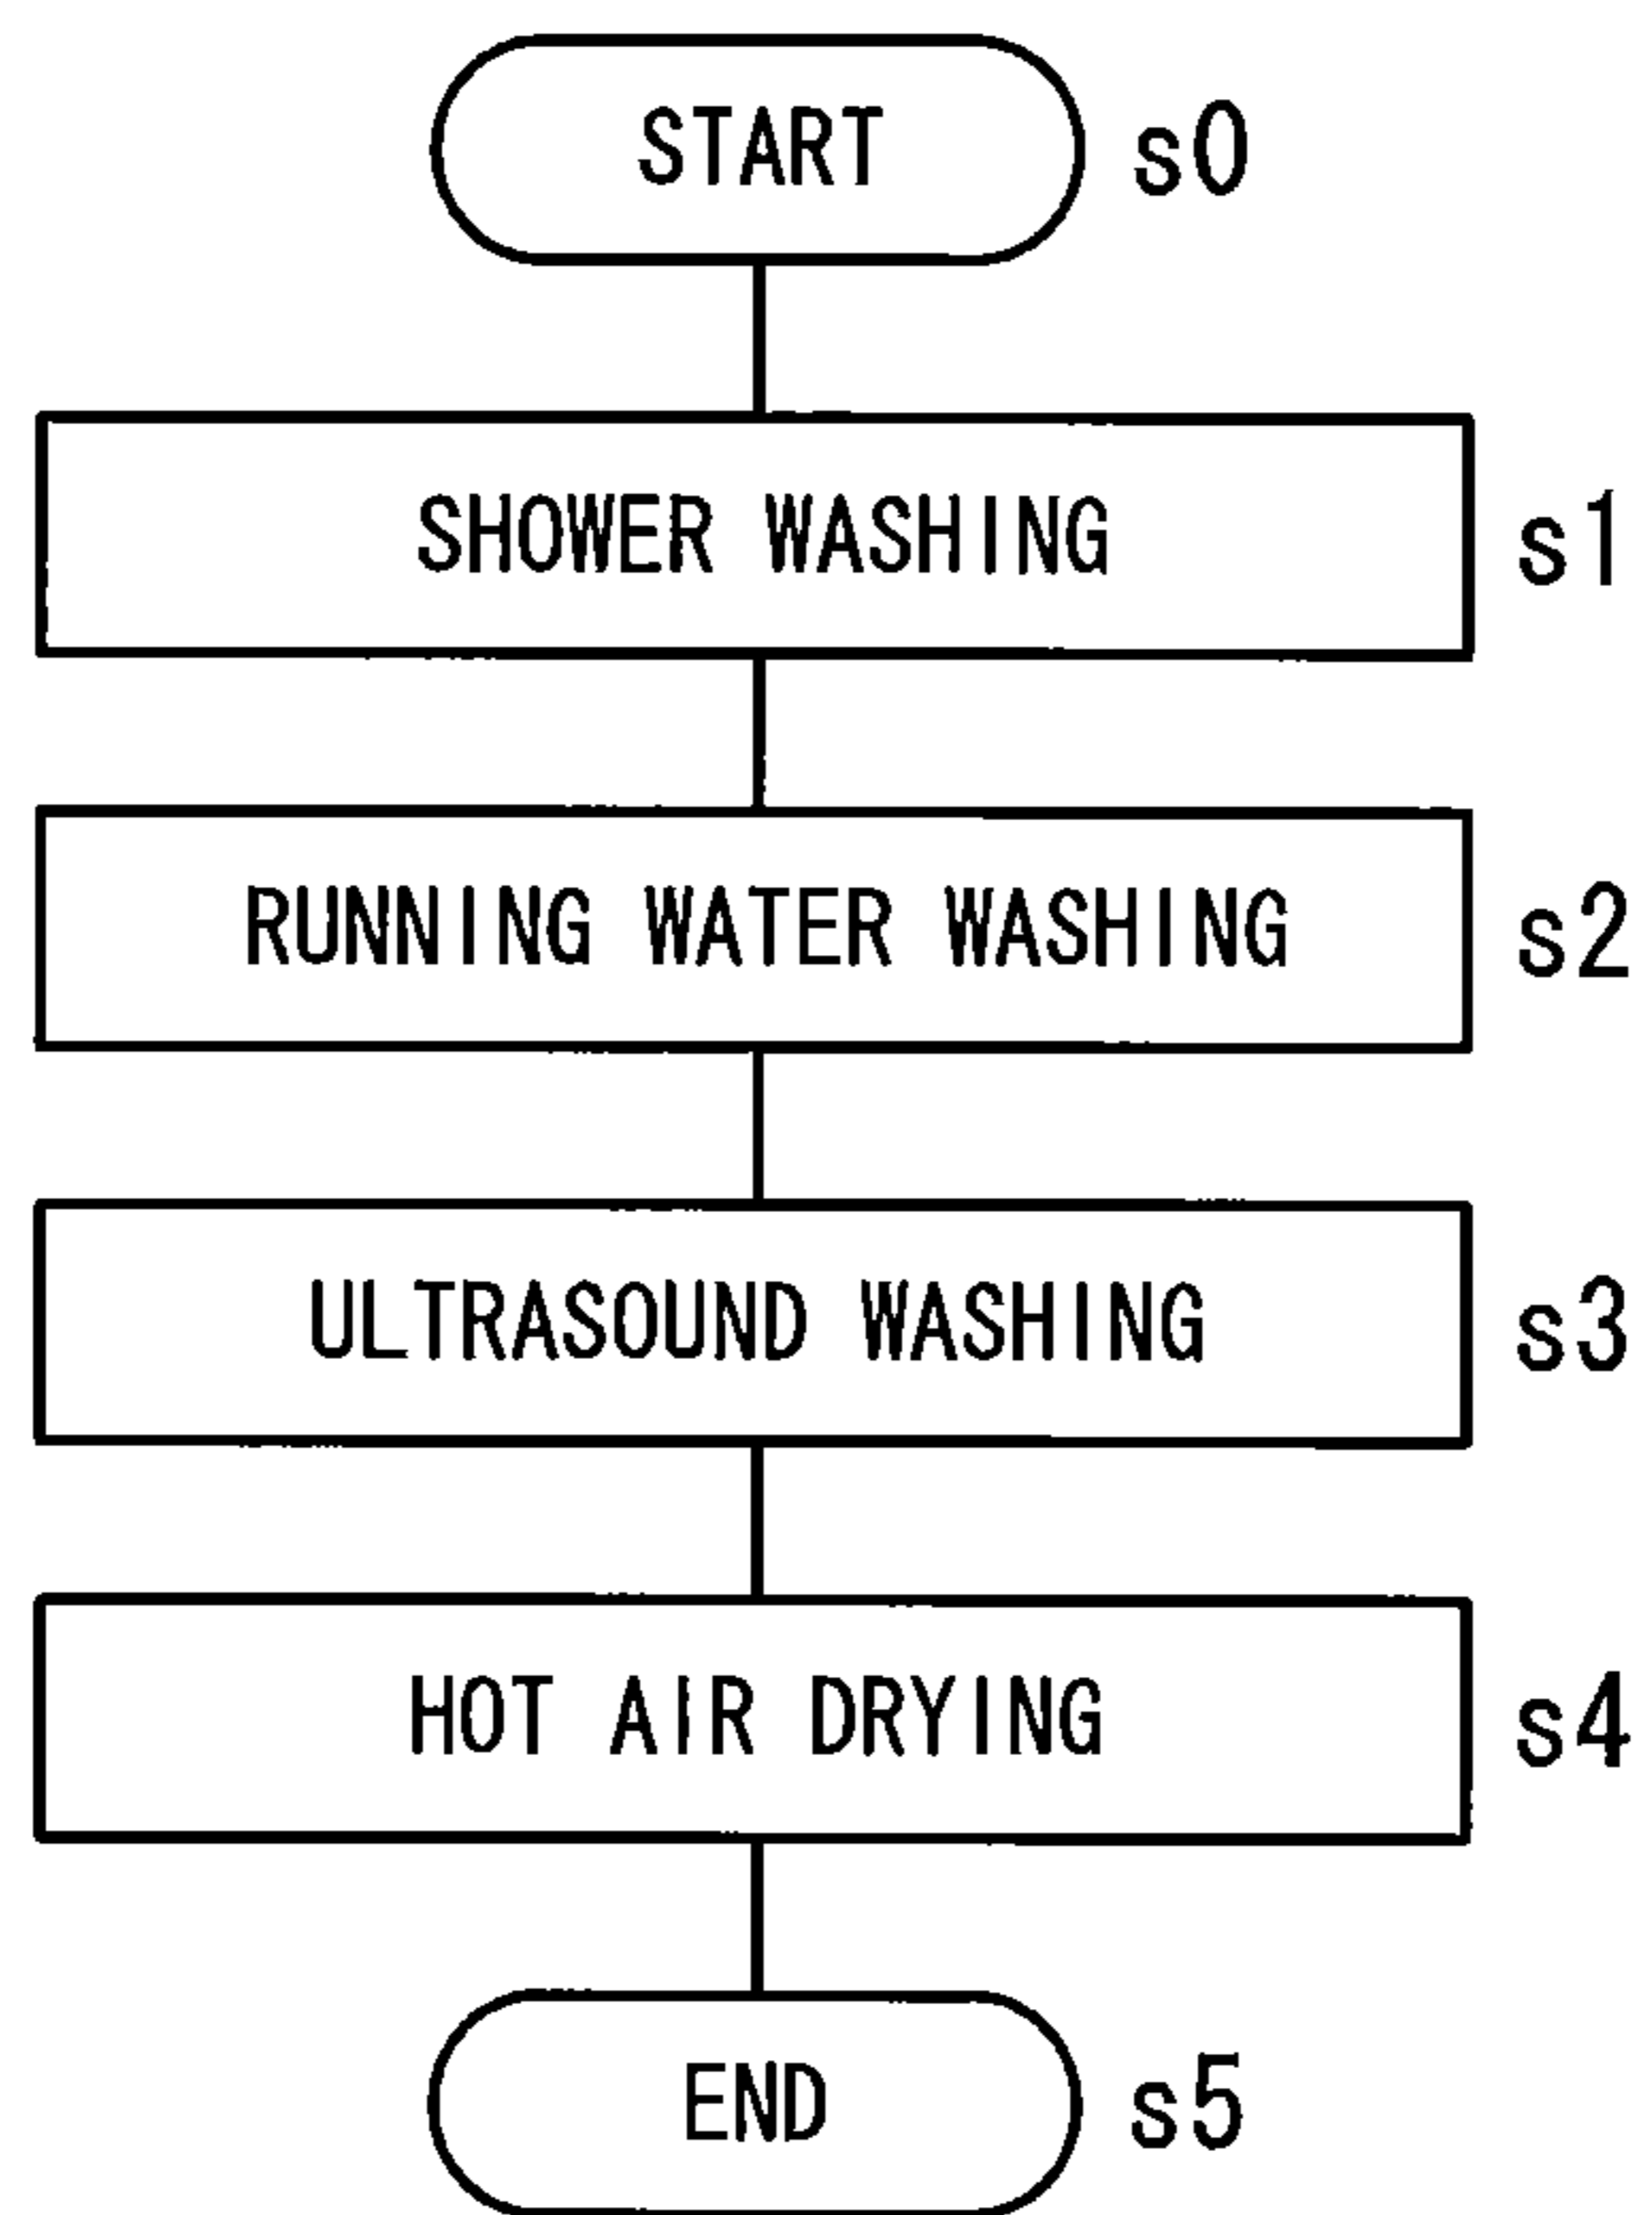 START s0
SHOWER WASHING s1
RUNNING WATER WASHING s2
ULTRASOUND WASHING s3
HOT AIR DRYING s4
END s5